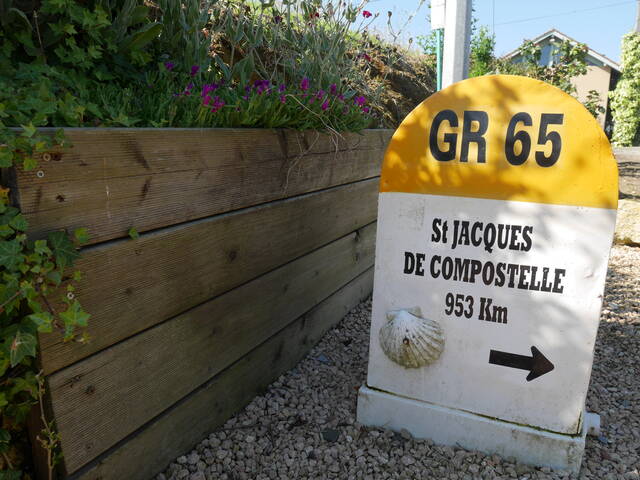 GR 65
St JACQUES
DE COMPOSTELLE
953 Km